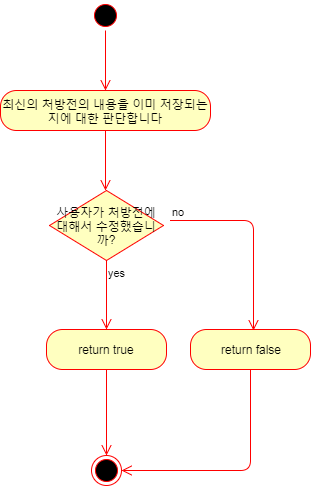 최신의 처방전의 내용을 이미 저장되는
지에 대한 판단합니다
사용자가 처방전에
대해서 수정했습니
까?
no
yes
return true
return false